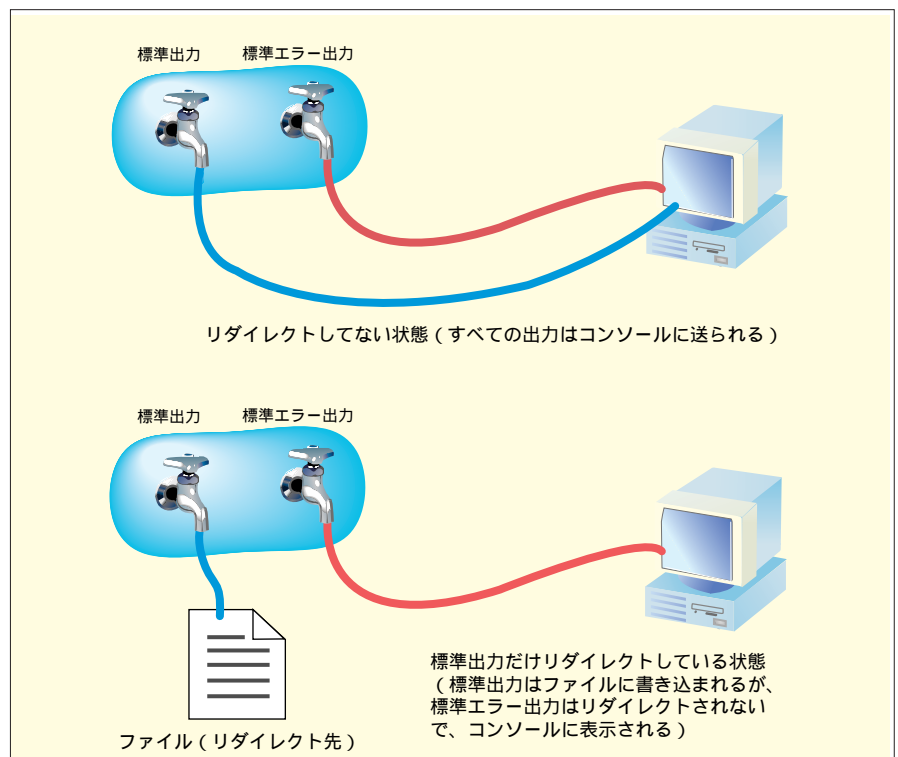 標準出力
標準エラー出力
リダイレクトしてない状態(すべての出力はコンソールに送られる)
標準出力
標準エラー出力
ファイル(リダイレクト先)
標準出力だけリダイレクトしている状態
(標準出力はファイルに書き込まれるが、
標準エラー出力はリダイレクトされない
で、コンソールに表示される)